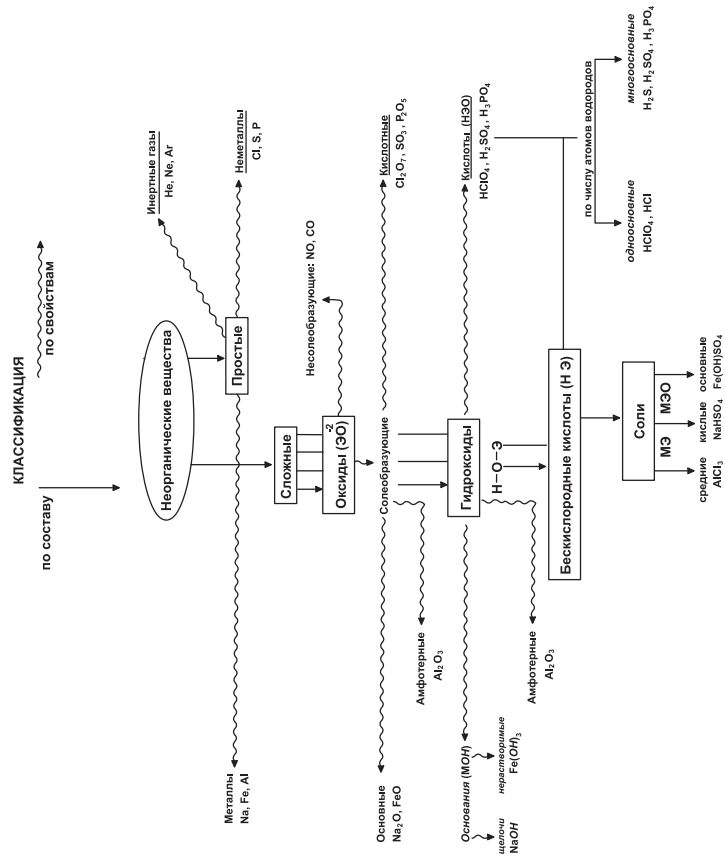 КЛАССИФИКАЦИЯ
по составу
по свойствам
Неорганические вещества
Инертные газы
He, Ne, Ar
Металлы
Na, Fe, Al
Простые
Неметаллы
Cl, S, P
Сложные
Оксиды (ЭО)
-2
Несолеобразующие: NO, CO
Основные
Na₂O, FeO
Солеобразующие
Кислотные
Cl₂O₇, SO₃, P₂O₅
Амфотерные
Al₂O₃
Основания (МОН)
Гидроксиды
Кислоты (НЭО)
HClO₄, H₂SO₄, H₃PO₄
щелочи
NaOH
нерастворимые
Fe(OH)₃
Н–О–Э
Амфотерные
Al₂O₃
Бескислородные кислоты (Н Э)
по числу атомов водородов
одноосновные
HClO₄, HCl
многоосновные
H₂S, H₂SO₄, H₃PO₄
Соли
МЭ
МЭО
средние
AlCl₃
кислые
NaHSO₄
основные
Fe(OH)SO₄